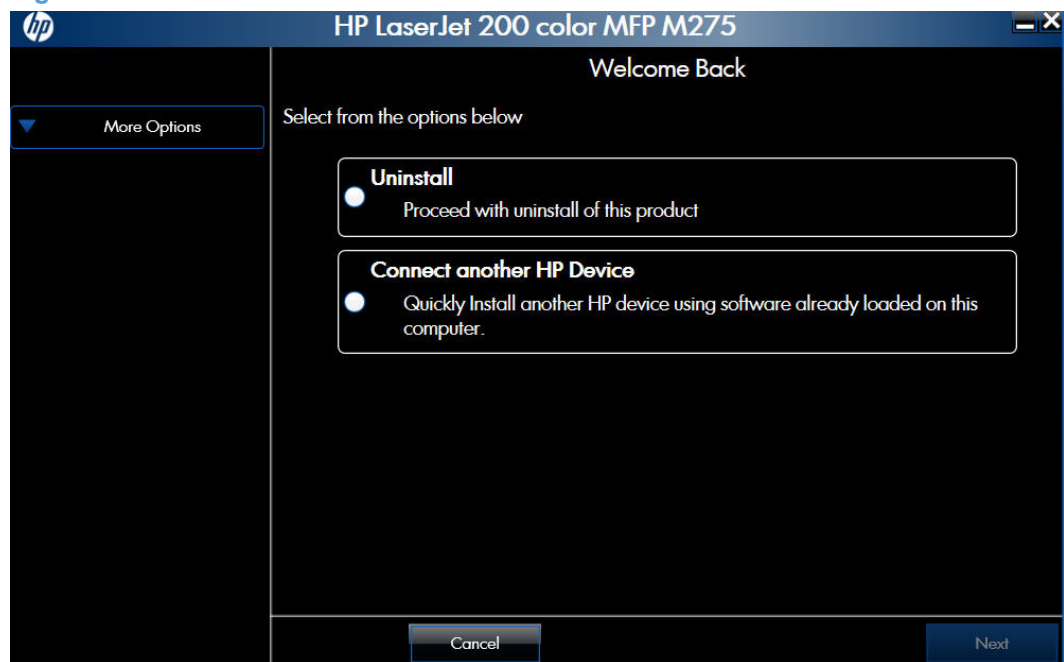 hp
HP LaserJet 200 color MFP M275
Welcome Back
More Options
Select from the options below
Uninstall
Proceed with uninstall of this product
Connect another HP Device
Quickly Install another HP device using software already loaded on this
computer.
Cancel
Next